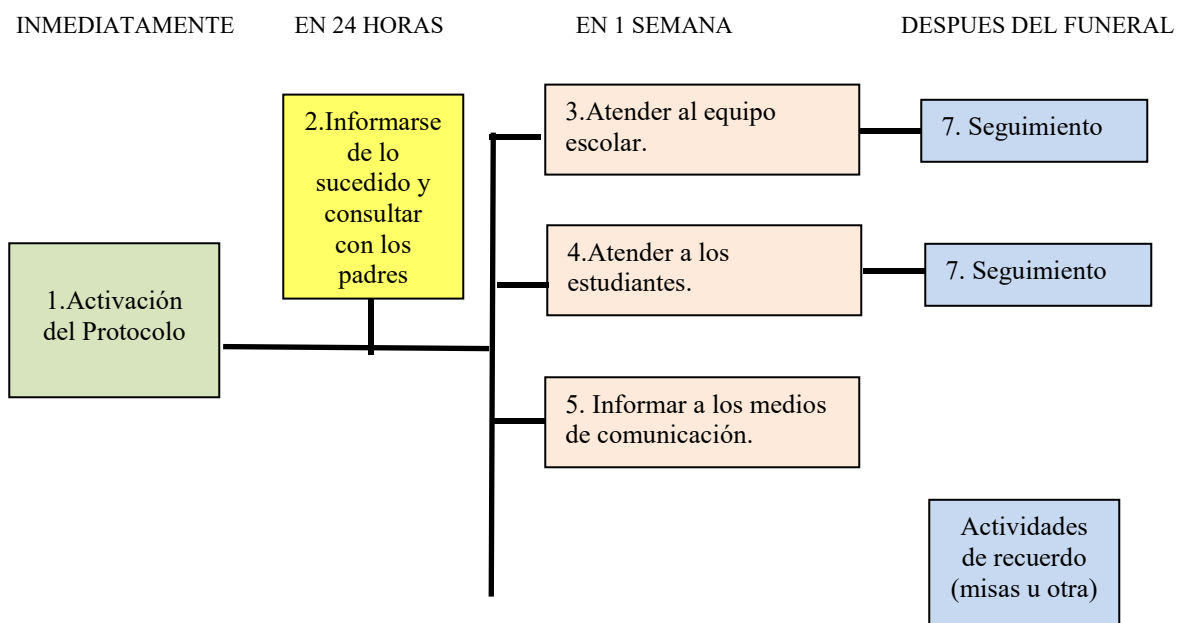 INMEDIATAMENTE EN 24 HORAS EN 1 SEMANA DESPUES DEL FUNERAL
2.Informarse
de lo
sucedido y
consultar
con los
padres
3.Atender al equipo
escolar.
7. Seguimiento
1.Activación
del Protocolo
4.Atender a los
estudiantes.
7. Seguimiento
5. Informar a los medios
de comunicación.
Actividades
de recuerdo
(misas u otra)